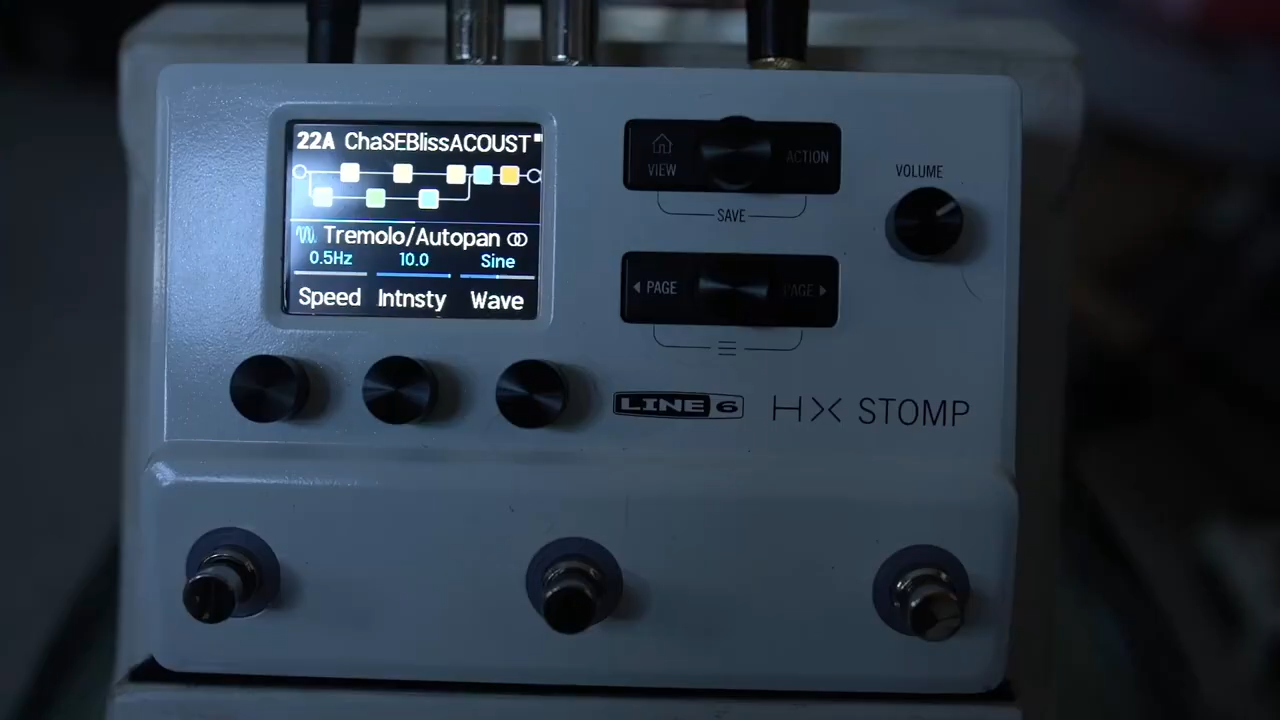 22A ChaSEBlissACOUST
Tremolo/Autopan
0.5Hz 10.0 Sine
Speed Intnsty Wave
VIEW ACTION
SAVE
PAGE PAGE
VOLUME
LINE 6 HX STOMP